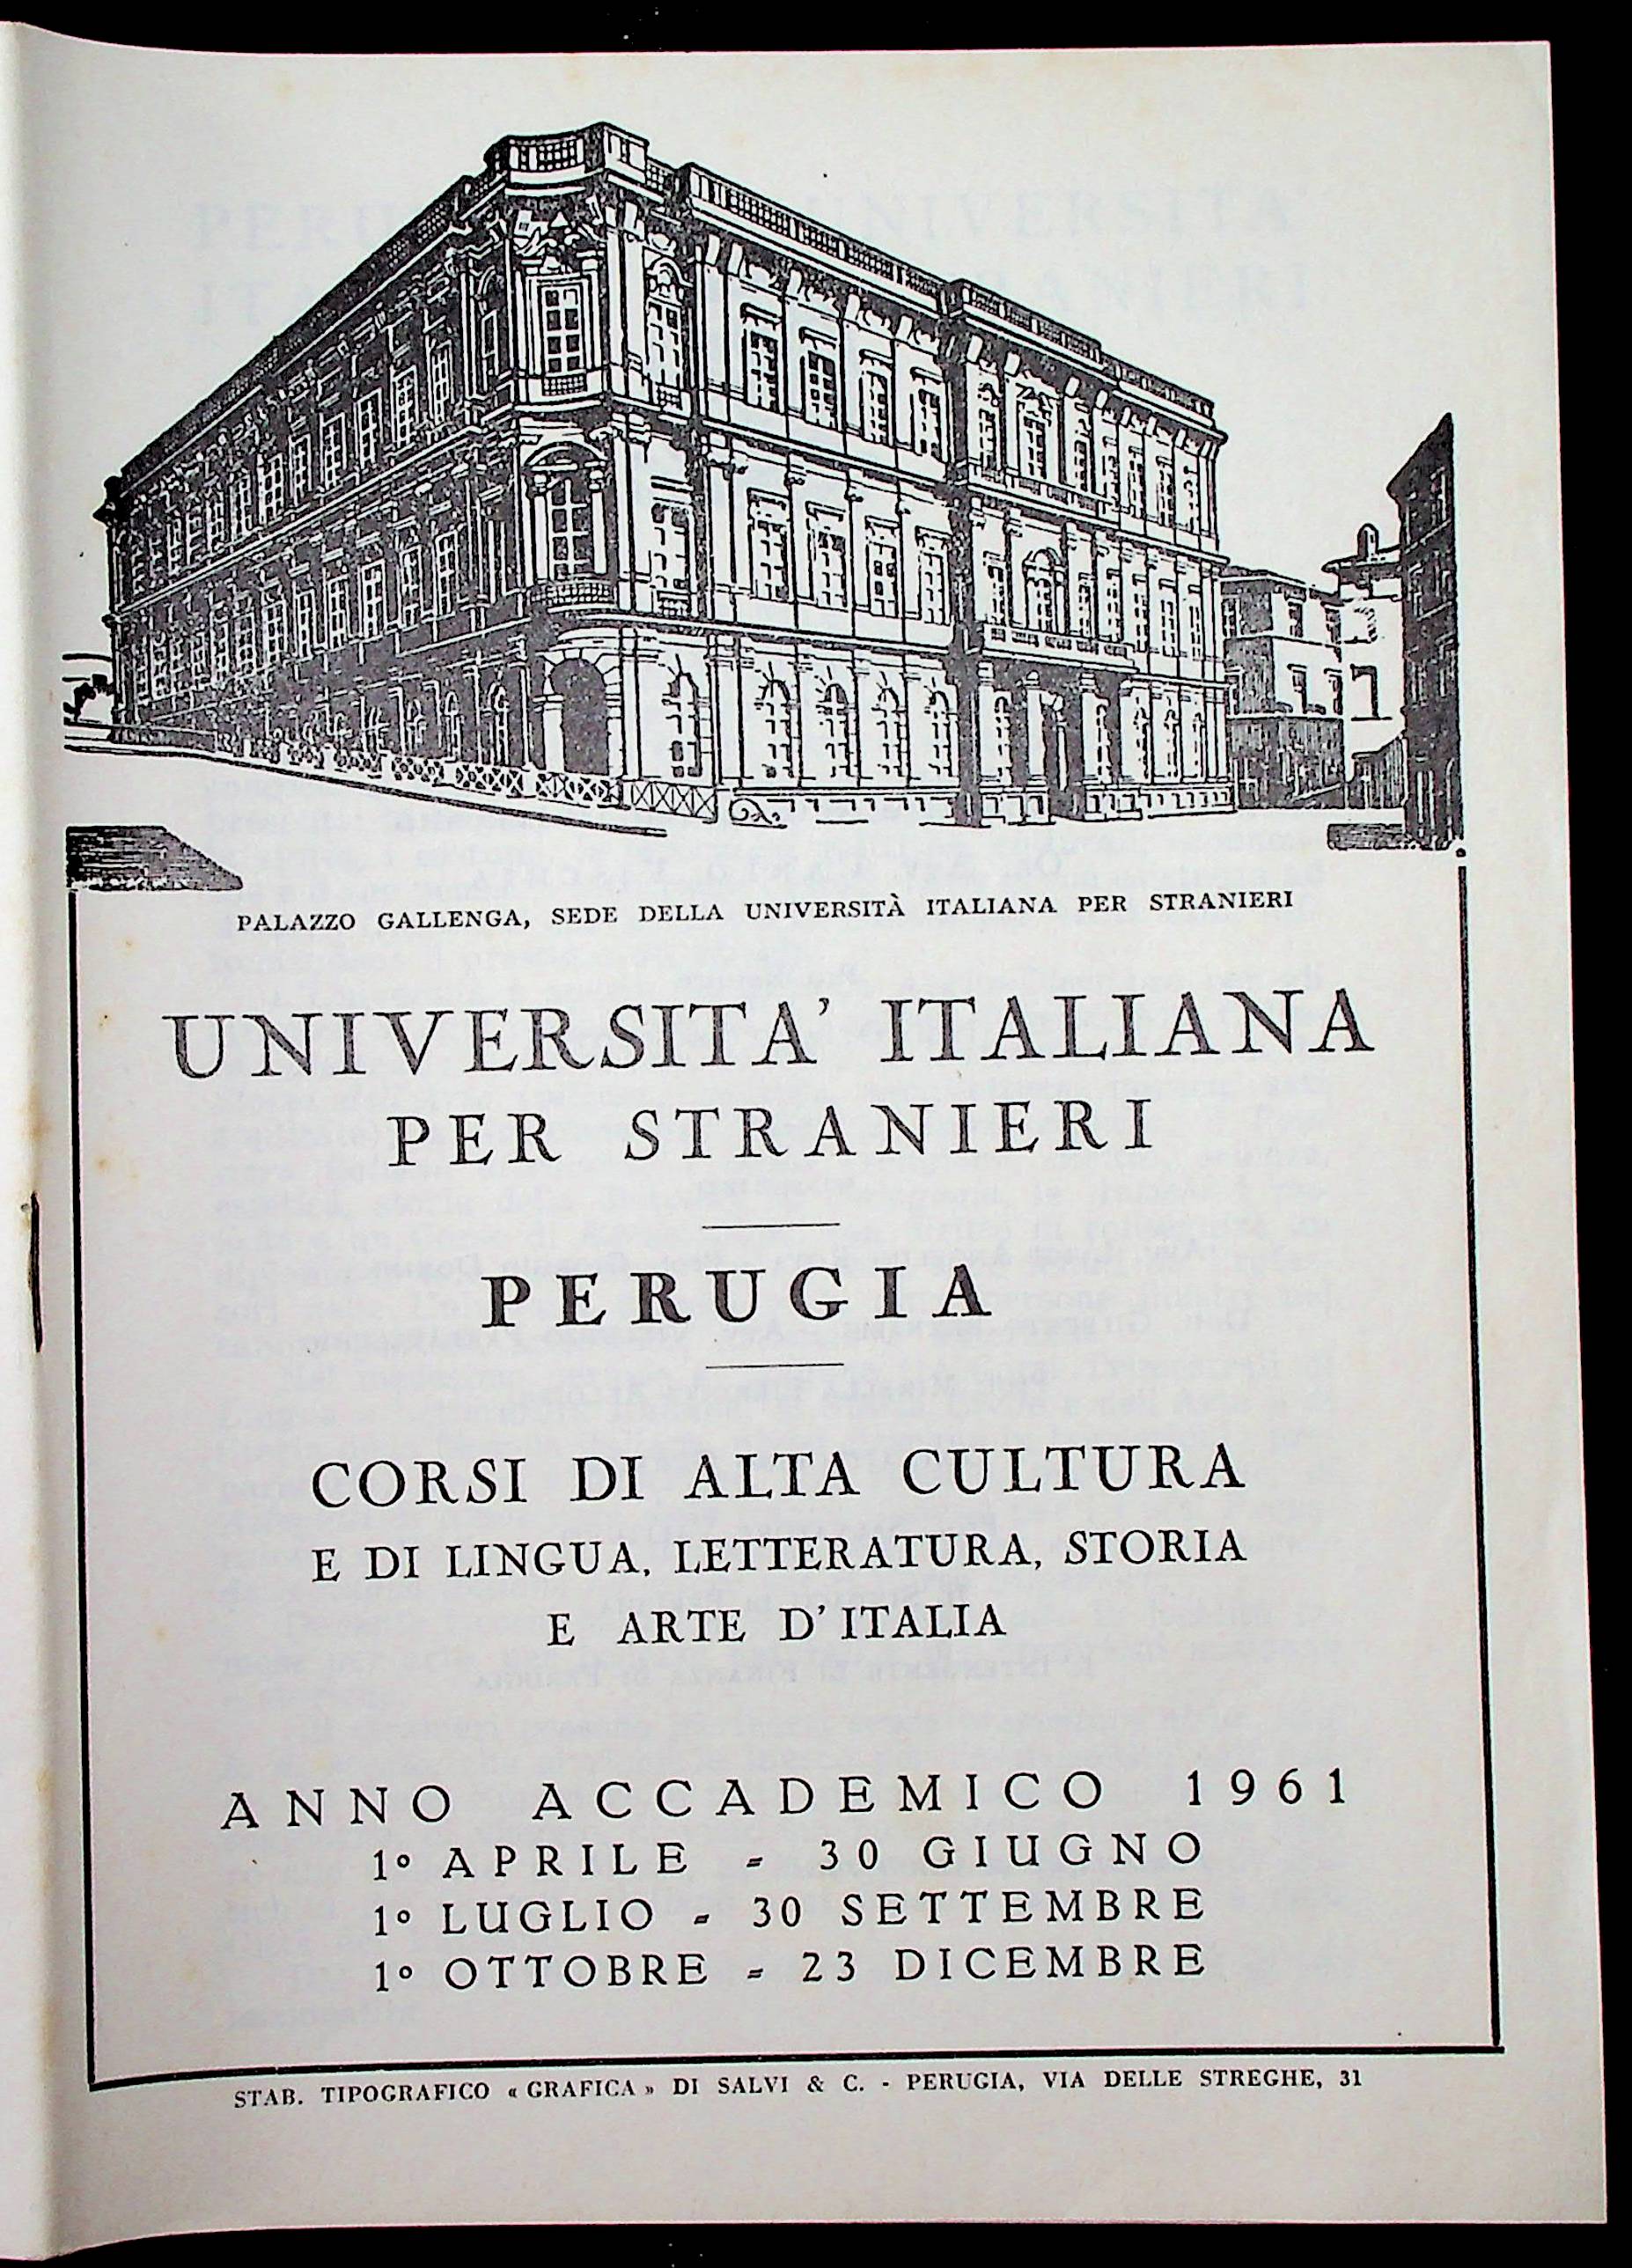 PALAZZO GALLENGA, SEDE DELLA UNIVERSITÀ ITALIANA PER STRANIERI
UNIVERSITA' ITALIANA
PER STRANIERI
PERUGIA
CORSI DI ALTA CULTURA
E DI LINGUA, LETTERATURA, STORIA
E ARTE D'ITALIA
ANNO ACCADEMICO 1961
1° APRILE - 30 GIUGNO
1° LUGLIO - 30 SETTEMBRE
1° OTTOBRE - 23 DICEMBRE
STAB. TIPOGRAFICO « GRAFICA » DI SALVI & C. - PERUGIA, VIA DELLE STREGHE, 31